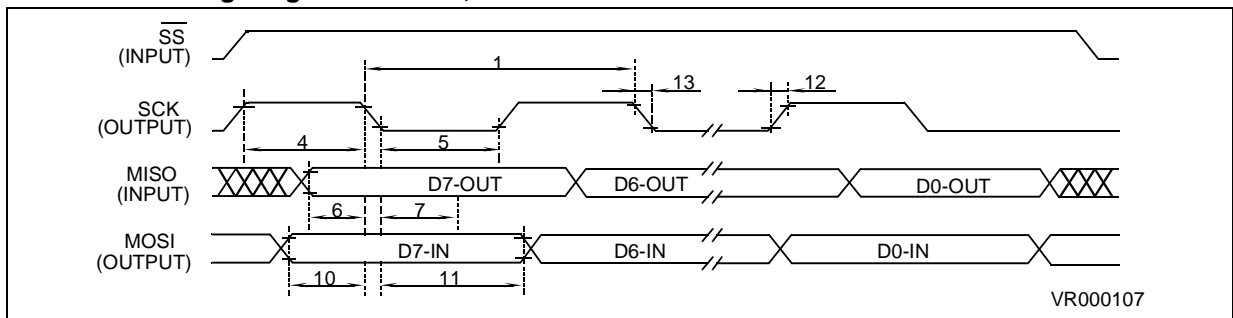 SS
(INPUT)
1
13
12
SCK
(OUTPUT)
4
5
MISO
(INPUT)
D7-OUT
D6-OUT
D0-OUT
6
7
MOSI
(OUTPUT)
D7-IN
D6-IN
D0-IN
10
11
VR000107